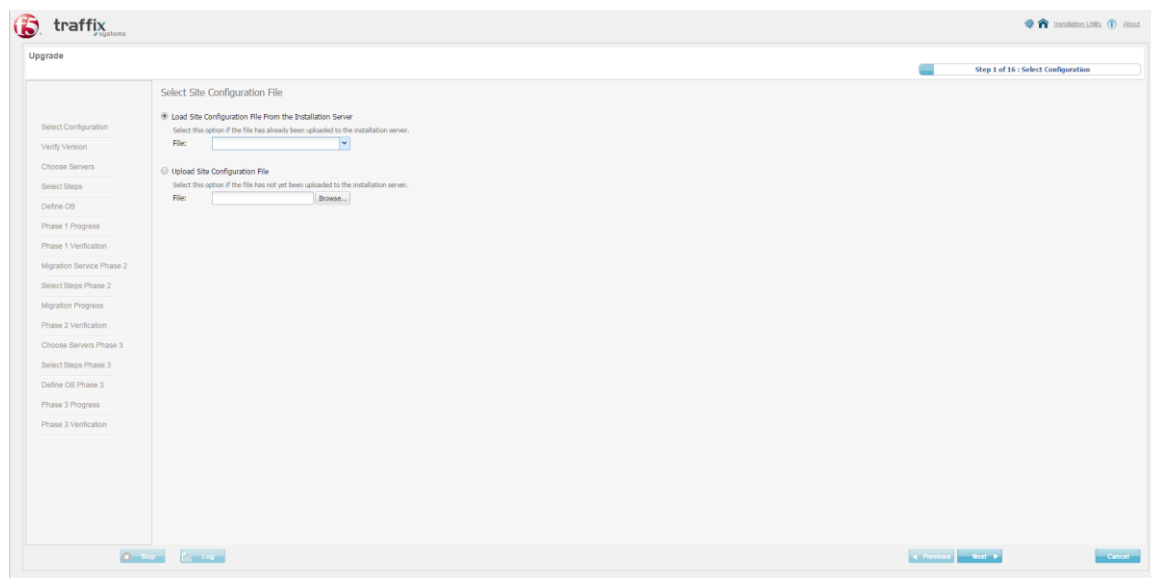 f5 traffix systems
Installation Utility About
Upgrade
Step 1 of 16 : Select Configuration
Select Site Configuration File
Load Site Configuration File From the Installation Server
Select this option if the file has already been uploaded to the installation server.
File:
Upload Site Configuration File
Select this option if the file has not yet been uploaded to the installation server.
File: Browse...
Select Configuration
Verify Version
Choose Servers
Select Steps
Define OS
Phase 1 Progress
Phase 1 Verification
Migration Service Phase 2
Select Steps Phase 2
Migration Progress
Phase 2 Verification
Choose Servers Phase 3
Select Steps Phase 3
Define OS Phase 3
Phase 3 Progress
Phase 3 Verification
Stop Log Previous Next Cancel